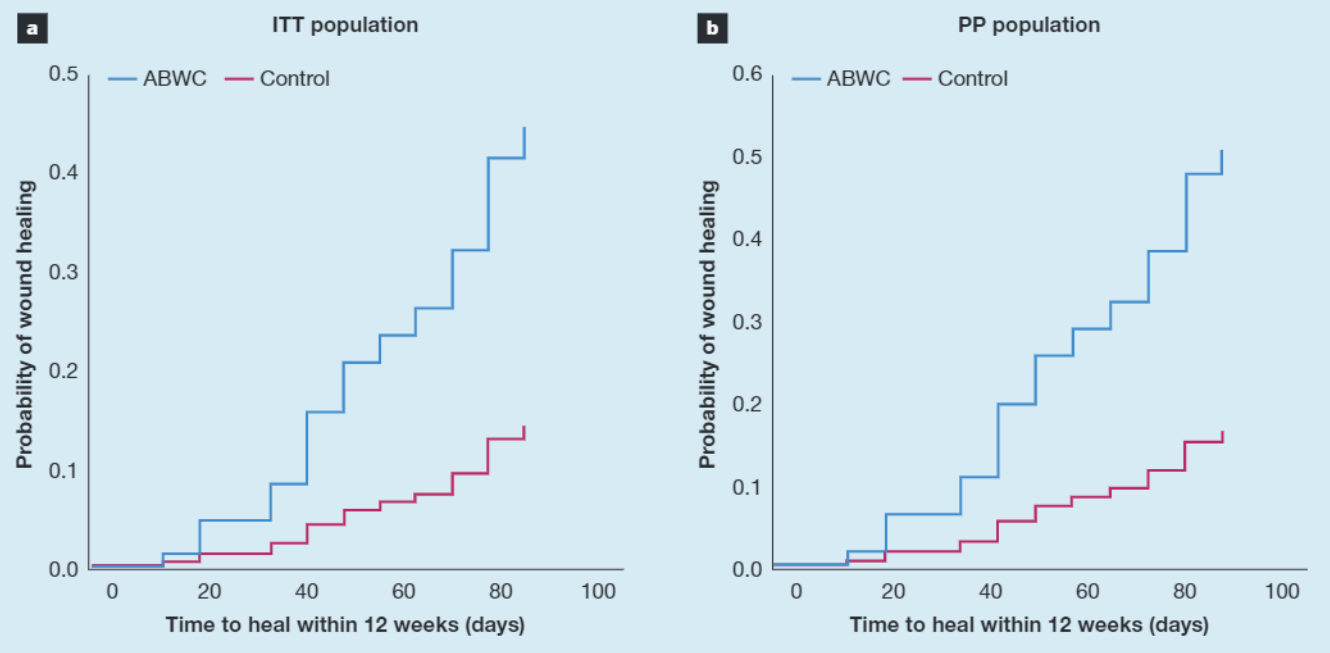 a
ITT population
ABWC Control
Probability of wound healing
0.5
0.4
0.3
0.2
0.1
0.0
0 20 40 60 80 100
Time to heal within 12 weeks (days)
b
PP population
ABWC Control
Probability of wound healing
0.6
0.5
0.4
0.3
0.2
0.1
0.0
0 20 40 60 80 100
Time to heal within 12 weeks (days)